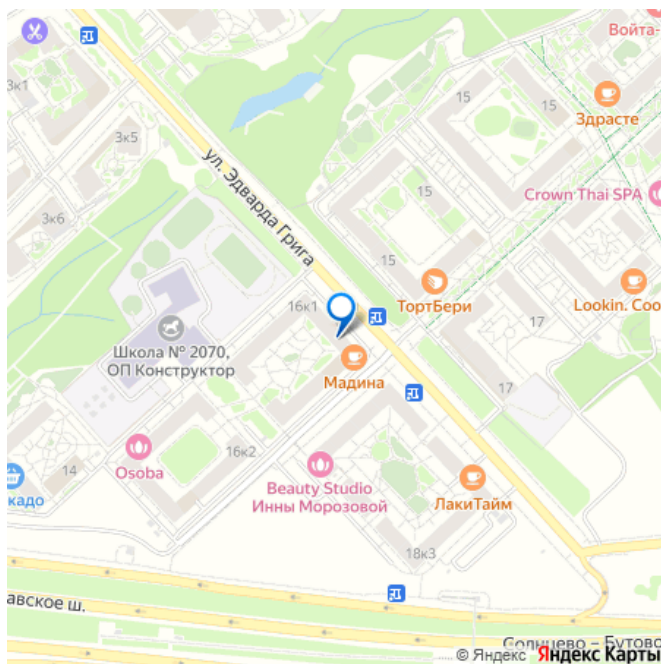 Войта-
3к1
15
15
Здрасте
3к5
ул. Эдварда Грига
15
Crown Thai SPA
3к6
15
ТортБери
Lookin. Coo
16к1
17
Школа № 2070,
ОП Конструктор
Мадина
17
16к2
Osoba
14
кадо
Beauty Studio
Инны Морозовой
ЛакиТайм
18к3
авское ш.
Солнцево – Бутово
© Яндекс Яндекс Карты